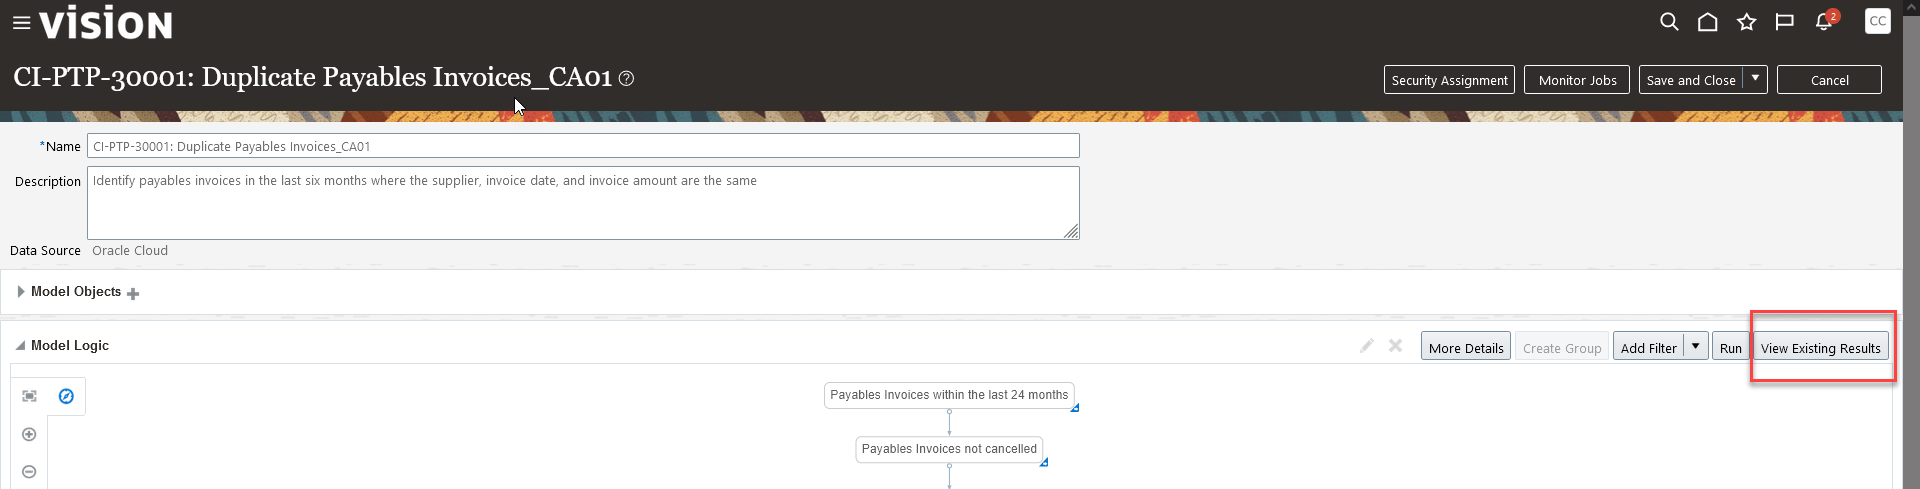 VISION
2
CC
CI-PTP-30001: Duplicate Payables Invoices_CA01 ?
Security Assignment
Monitor Jobs
Save and Close
Cancel
*Name
CI-PTP-30001: Duplicate Payables Invoices_CA01
Description
Identify payables invoices in the last six months where the supplier, invoice date, and invoice amount are the same
Data Source
Oracle Cloud
Model Objects
Model Logic
More Details
Create Group
Add Filter
Run
View Existing Results
Payables Invoices within the last 24 months
Payables Invoices not cancelled